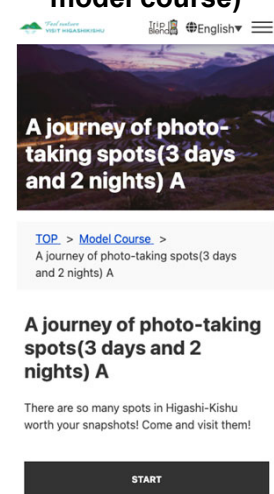 model course)
Feel nature
VISIT HIGASHIKISHU
Trip
Blend
English▼
A journey of photo-
taking spots(3 days
and 2 nights) A
TOP > Model Course >
A journey of photo-taking spots(3 days
and 2 nights) A
A journey of photo-taking
spots(3 days and 2
nights) A
There are so many spots in Higashi-Kishu
worth your snapshots! Come and visit them!
START